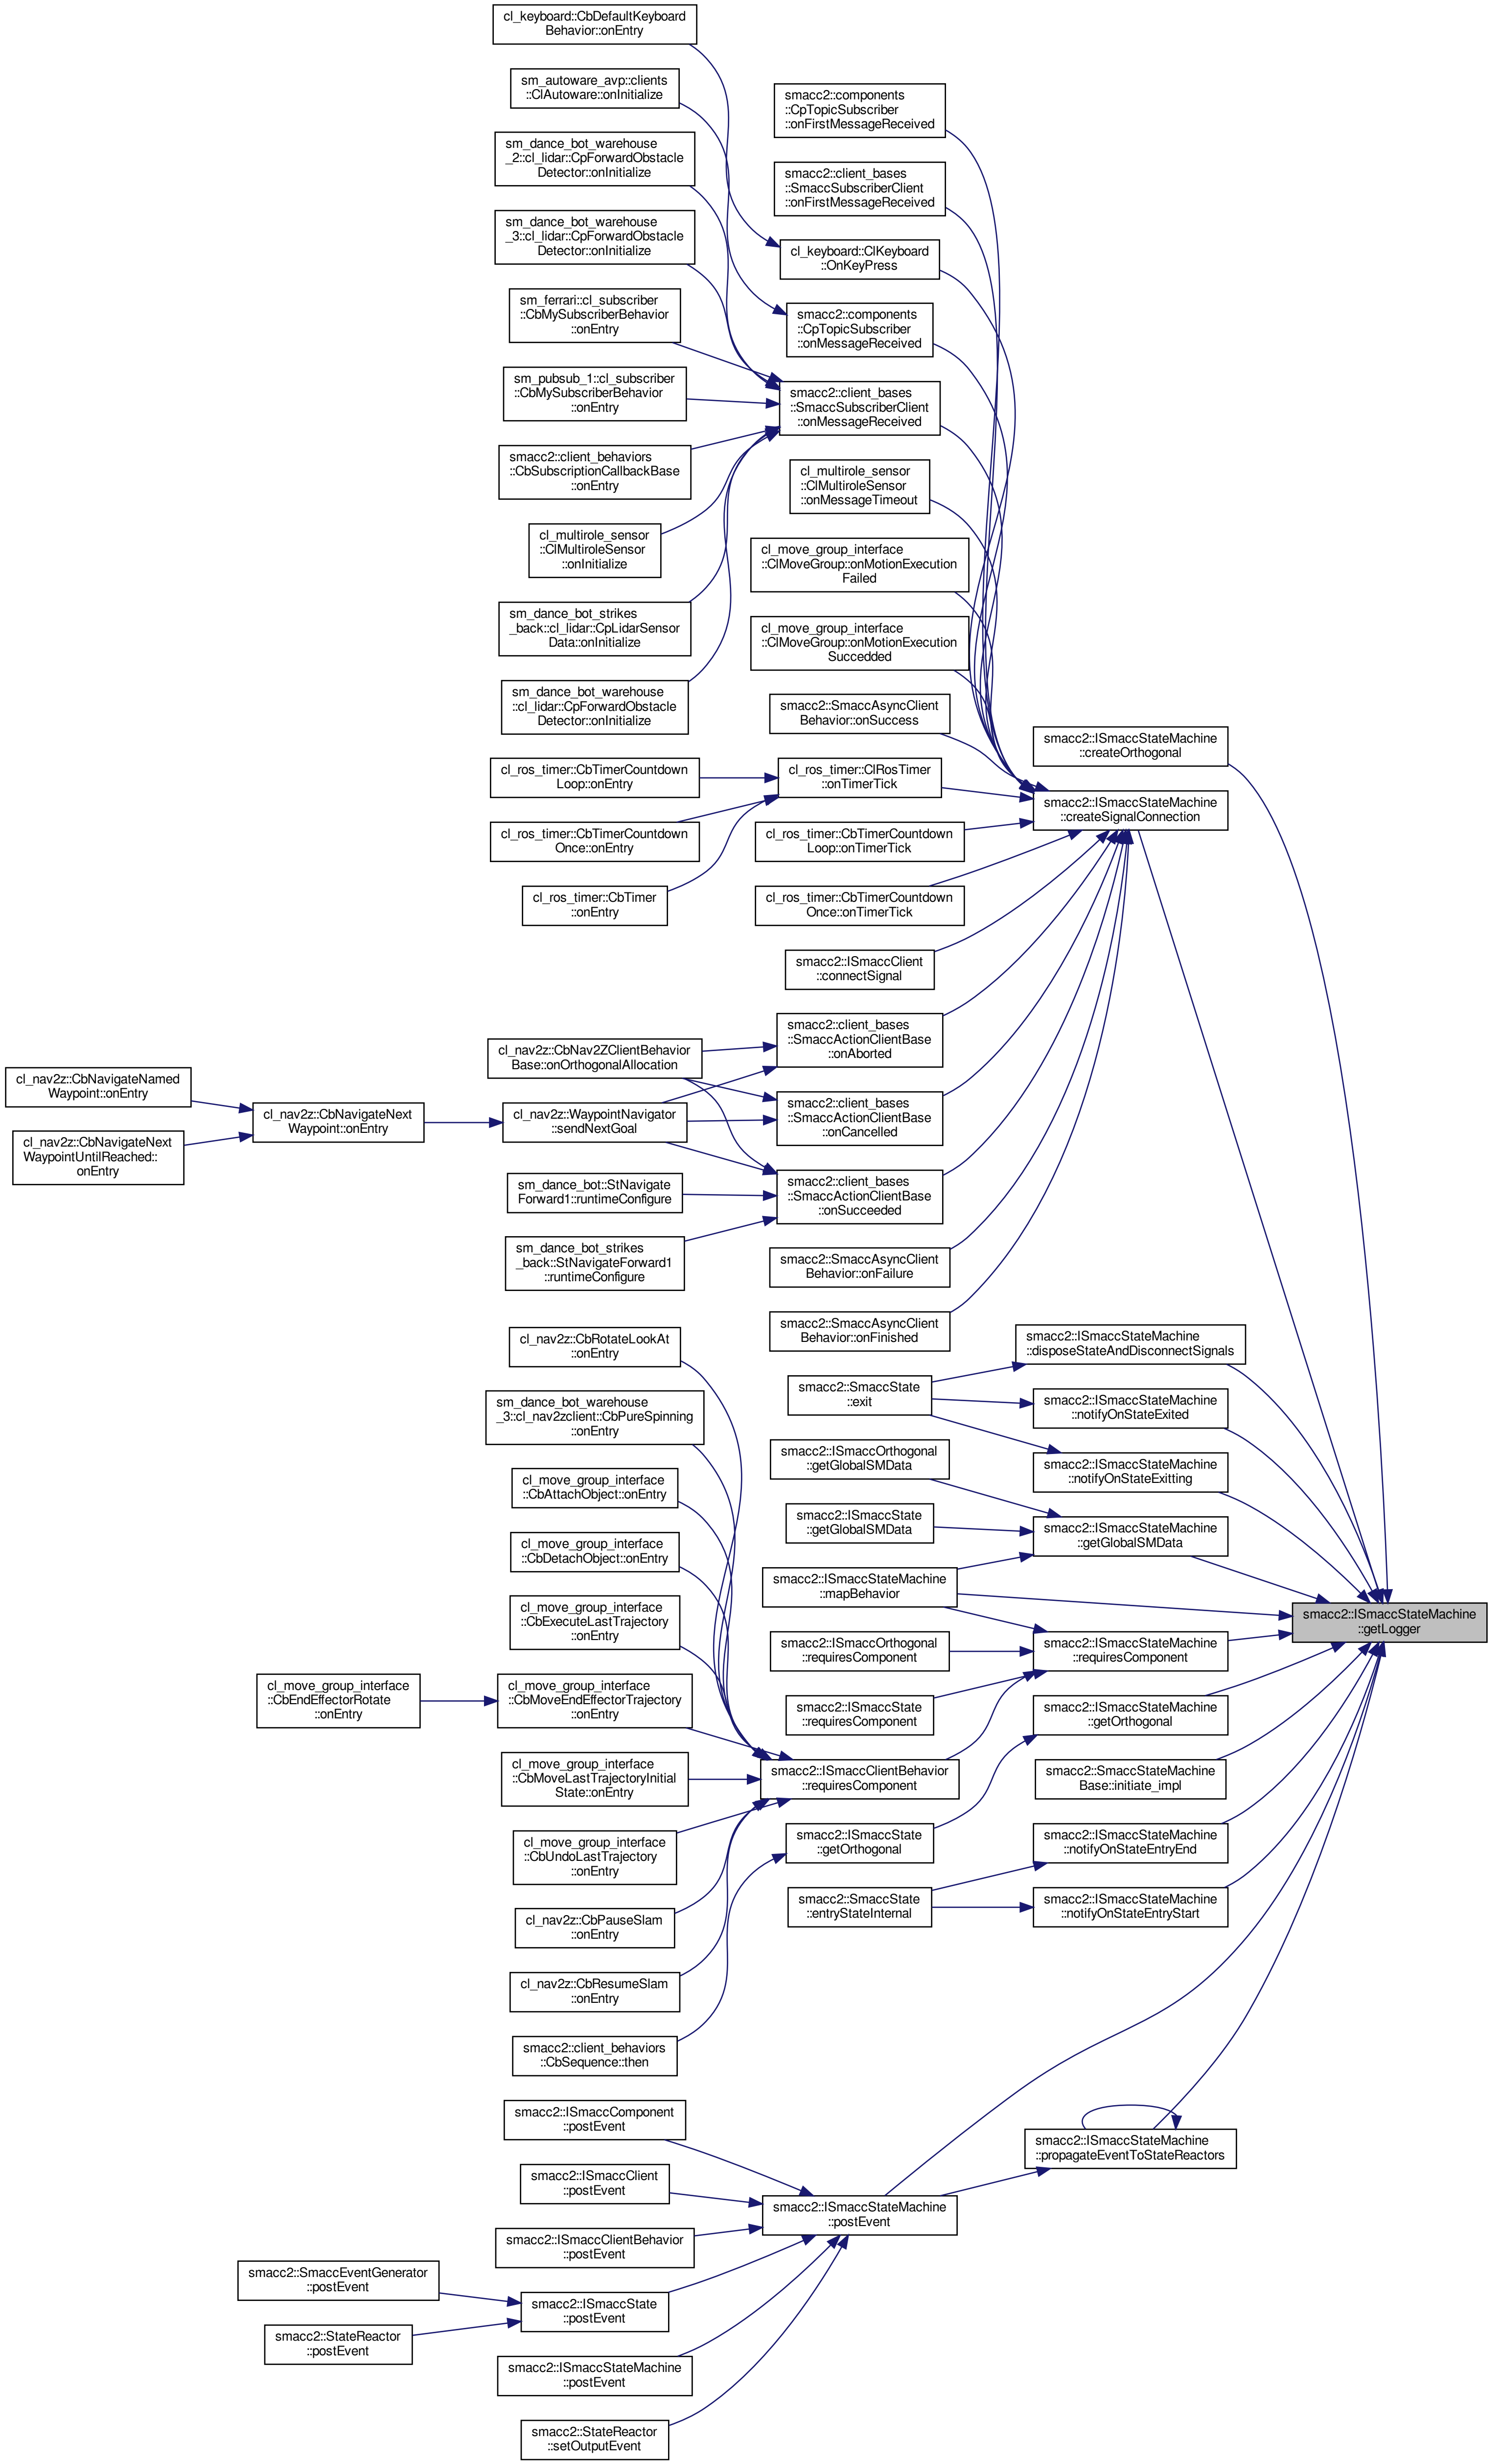 cl_keyboard::CbDefaultKeyboard
Behavior::onEntry
sm_autoware_avp::clients
::ClAutoware::onInitialize
sm_dance_bot_warehouse
_2::cl_lidar::CpForwardObstacle
Detector::onInitialize
sm_dance_bot_warehouse
_3::cl_lidar::CpForwardObstacle
Detector::onInitialize
sm_ferrari::cl_subscriber
::CbMySubscriberBehavior
::onEntry
sm_pubsub_1::cl_subscriber
::CbMySubscriberBehavior
::onEntry
smacc2::client_behaviors
::CbSubscriptionCallbackBase
::onEntry
cl_multirole_sensor
::ClMultiroleSensor
::onInitialize
sm_dance_bot_strikes
_back::cl_lidar::CpLidarSensor
Data::onInitialize
sm_dance_bot_warehouse
::cl_lidar::CpForwardObstacle
Detector::onInitialize
cl_ros_timer::CbTimerCountdown
Loop::onEntry
cl_ros_timer::CbTimerCountdown
Once::onEntry
cl_ros_timer::CbTimer
::onEntry
smacc2::components
::CpTopicSubscriber
::onFirstMessageReceived
smacc2::client_bases
::SmaccSubscriberClient
::onFirstMessageReceived
cl_keyboard::ClKeyboard
::OnKeyPress
smacc2::components
::CpTopicSubscriber
::onMessageReceived
smacc2::client_bases
::SmaccSubscriberClient
::onMessageReceived
cl_multirole_sensor
::ClMultiroleSensor
::onMessageTimeout
cl_move_group_interface
::ClMoveGroup::onMotionExecution
Failed
cl_move_group_interface
::ClMoveGroup::onMotionExecution
Succedded
smacc2::SmaccAsyncClient
Behavior::onSuccess
cl_ros_timer::ClRosTimer
::onTimerTick
cl_ros_timer::CbTimerCountdown
Loop::onTimerTick
cl_ros_timer::CbTimerCountdown
Once::onTimerTick
smacc2::ISmaccClient
::connectSignal
smacc2::ISmaccStateMachine
::createOrthogonal
smacc2::ISmaccStateMachine
::createSignalConnection
cl_nav2z::CbNavigateNamed
Waypoint::onEntry
cl_nav2z::CbNavigateNext
WaypointUntilReached::
onEntry
cl_nav2z::CbNavigateNext
Waypoint::onEntry
cl_nav2z::CbNav2ZClientBehavior
Base::onOrthogonalAllocation
cl_nav2z::WaypointNavigator
::sendNextGoal
sm_dance_bot::StNavigate
Forward1::runtimeConfigure
sm_dance_bot_strikes
_back::StNavigateForward1
::runtimeConfigure
smacc2::client_bases
::SmaccActionClientBase
::onAborted
smacc2::client_bases
::SmaccActionClientBase
::onCancelled
smacc2::client_bases
::SmaccActionClientBase
::onSucceeded
smacc2::SmaccAsyncClient
Behavior::onFailure
smacc2::SmaccAsyncClient
Behavior::onFinished
cl_nav2z::CbRotateLookAt
::onEntry
sm_dance_bot_warehouse
_3::cl_nav2zclient::CbPureSpinning
::onEntry
cl_move_group_interface
::CbAttachObject::onEntry
cl_move_group_interface
::CbDetachObject::onEntry
cl_move_group_interface
::CbExecuteLastTrajectory
::onEntry
cl_move_group_interface
::CbEndEffectorRotate
::onEntry
cl_move_group_interface
::CbMoveEndEffectorTrajectory
::onEntry
cl_move_group_interface
::CbMoveLastTrajectoryInitial
State::onEntry
cl_move_group_interface
::CbUndoLastTrajectory
::onEntry
cl_nav2z::CbPauseSlam
::onEntry
cl_nav2z::CbResumeSlam
::onEntry
smacc2::client_behaviors
::CbSequence::then
smacc2::SmaccState
::exit
smacc2::ISmaccOrthogonal
::getGlobalSMData
smacc2::ISmaccState
::getGlobalSMData
smacc2::ISmaccStateMachine
::mapBehavior
smacc2::ISmaccOrthogonal
::requiresComponent
smacc2::ISmaccState
::requiresComponent
smacc2::ISmaccClientBehavior
::requiresComponent
smacc2::ISmaccState
::getOrthogonal
smacc2::SmaccState
::entryStateInternal
smacc2::ISmaccStateMachine
::disposeStateAndDisconnectSignals
smacc2::ISmaccStateMachine
::notifyOnStateExited
smacc2::ISmaccStateMachine
::notifyOnStateExitting
smacc2::ISmaccStateMachine
::getGlobalSMData
smacc2::ISmaccStateMachine
::requiresComponent
smacc2::ISmaccStateMachine
::getOrthogonal
smacc2::SmaccStateMachine
Base::initiate_impl
smacc2::ISmaccStateMachine
::notifyOnStateEntryEnd
smacc2::ISmaccStateMachine
::notifyOnStateEntryStart
smacc2::ISmaccStateMachine
::getLogger
smacc2::ISmaccStateMachine
::propagateEventToStateReactors
smacc2::ISmaccStateMachine
::postEvent
smacc2::ISmaccComponent
::postEvent
smacc2::ISmaccClient
::postEvent
smacc2::ISmaccClientBehavior
::postEvent
smacc2::ISmaccState
::postEvent
smacc2::SmaccEventGenerator
::postEvent
smacc2::StateReactor
::postEvent
smacc2::ISmaccStateMachine
::postEvent
smacc2::StateReactor
::setOutputEvent